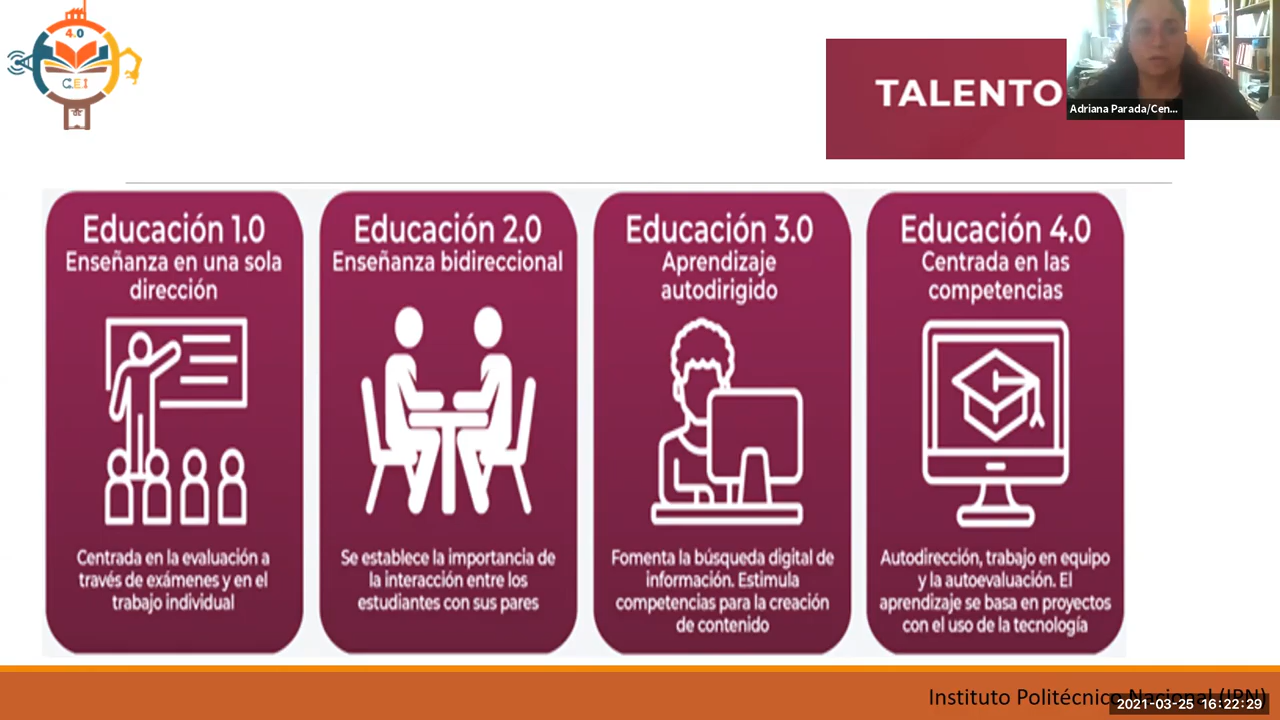 4.0
C.E.I
TALENTO
Adriana Parada/Cen...
Educación 1.0
Enseñanza en una sola
dirección
Centrada en la evaluación a
través de exámenes y en el
trabajo individual
Educación 2.0
Enseñanza bidireccional
Se establece la importancia de
la interacción entre los
estudiantes con sus pares
Educación 3.0
Aprendizaje
autodirigido
Fomenta la búsqueda digital de
información. Estimula
competencias para la creación
de contenido
Educación 4.0
Centrada en las
competencias
Autodirección, trabajo en equipo
y la autoevaluación. El
aprendizaje se basa en proyectos
con el uso de la tecnología
Instituto Politécnico Nacional (IPN)
2021-03-25 16:22:29